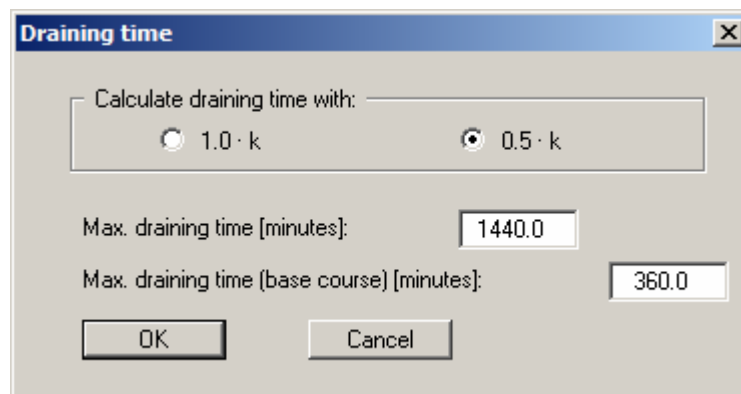 Draining time
Calculate draining time with:
1.0 · k 0.5 · k
Max. draining time [minutes]: 1440.0
Max. draining time (base course) [minutes]: 360.0
OK Cancel